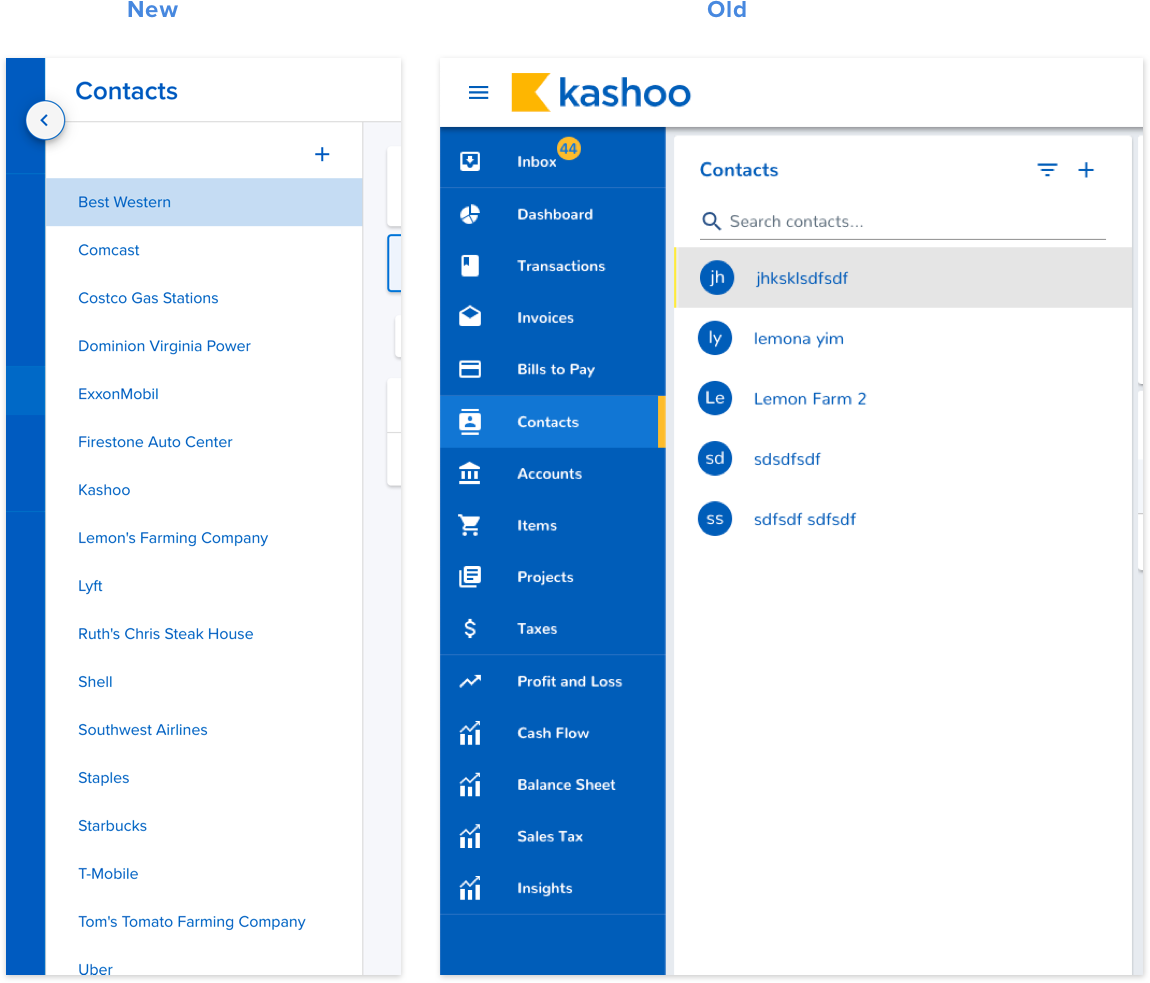 New
Contacts
Best Western
Comcast
Costco Gas Stations
Dominion Virginia Power
ExxonMobil
Firestone Auto Center
Kashoo
Lemon's Farming Company
Lyft
Ruth's Chris Steak House
Shell
Southwest Airlines
Staples
Starbucks
T-Mobile
Tom's Tomato Farming Company
Uber
Old
kashoo
Inbox 44
Dashboard
Transactions
Invoices
Bills to Pay
Contacts
Accounts
Items
Projects
Taxes
Profit and Loss
Cash Flow
Balance Sheet
Sales Tax
Insights
Contacts
Search contacts...
jh jhksklsdfsdf
ly lemona yim
Le Lemon Farm 2
sd sdsdfsdf
ss sdfsdf sdfsdf